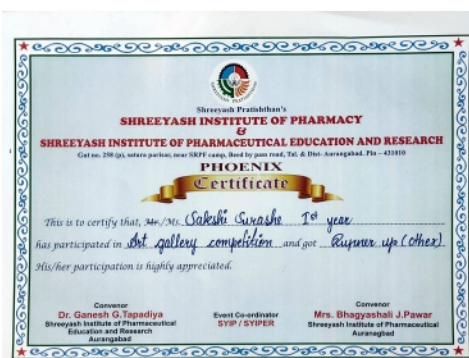 Shreeyash Pratishthan's
SHREEYASH INSTITUTE OF PHARMACY
&
SHREEYASH INSTITUTE OF PHARMACEUTICAL EDUCATION AND RESEARCH
Gut no. 258 (p), satara parisar, near SRPF camp, Beed by pass road, Tal. & Dist- Aurangabad. Pin – 431010
PHOENIX
Certificate
This is to certify that, Mr./Ms. Sakshi Surashe Ist year
has participated in Art gallery competition and got Runner up (other)
His/her participation is highly appreciated.
Convenor
Dr. Ganesh G.Tapadiya
Shreeyash Institute of Pharmaceutical
Education and Research
Aurangabad
Event Co-ordinator
SYIP / SYIPER
Convenor
Mrs. Bhagyashali J.Pawar
Shreeyash Institute of Pharmaceutical
Auranagbad